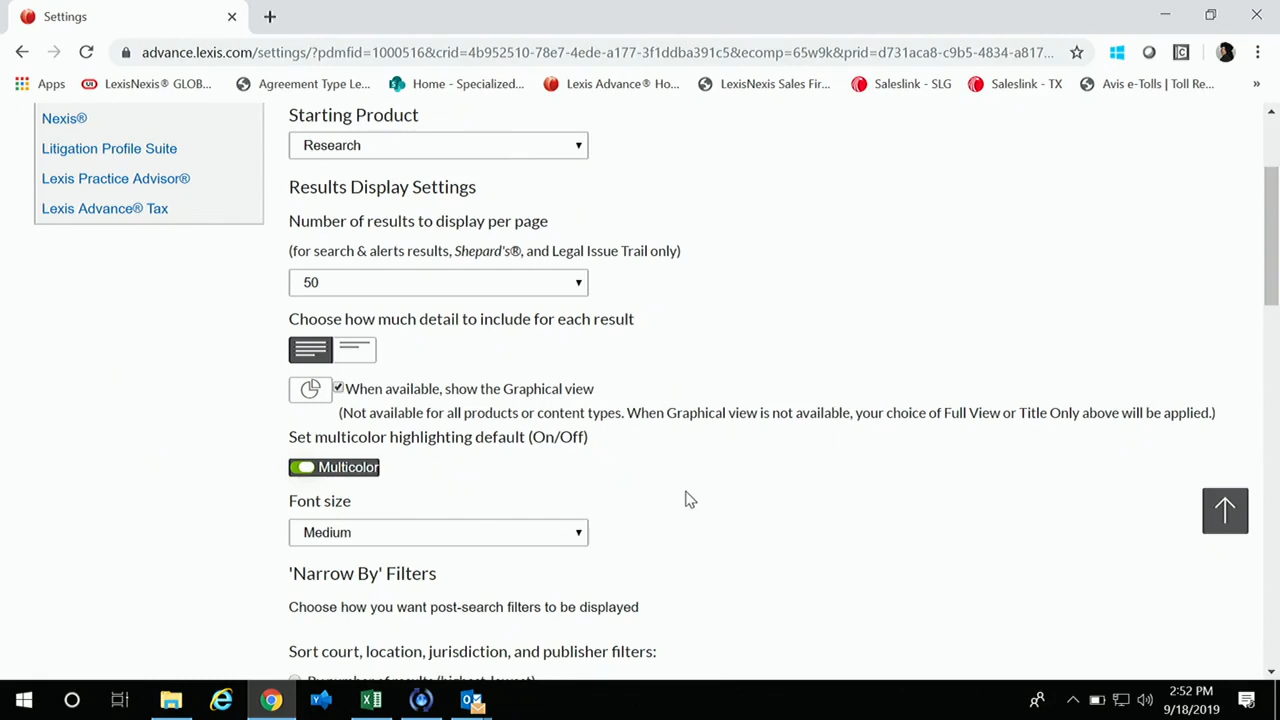 Settings
advance.lexis.com/settings/?pdmfid=1000516&crid=4b952510-78e7-4ede-a177-3f1ddba391c5&ecomp=65w9k&prid=d731aca8-c9b5-4834-a817...
Apps
LexisNexis® GLOB...
Agreement Type Le...
Home - Specialized...
Lexis Advance® Ho...
LexisNexis Sales Fir...
Saleslink - SLG
Saleslink - TX
Avis e-Tolls | Toll Re...
»
Nexis®
Litigation Profile Suite
Lexis Practice Advisor®
Lexis Advance® Tax
Starting Product
Research
Results Display Settings
Number of results to display per page
(for search & alerts results, Shepard's®, and Legal Issue Trail only)
50
Choose how much detail to include for each result
When available, show the Graphical view
(Not available for all products or content types. When Graphical view is not available, your choice of Full View or Title Only above will be applied.)
Set multicolor highlighting default (On/Off)
Multicolor
Font size
Medium
'Narrow By' Filters
Choose how you want post-search filters to be displayed
Sort court, location, jurisdiction, and publisher filters:
By number of results (highest-lowest)
2:52 PM
9/18/2019